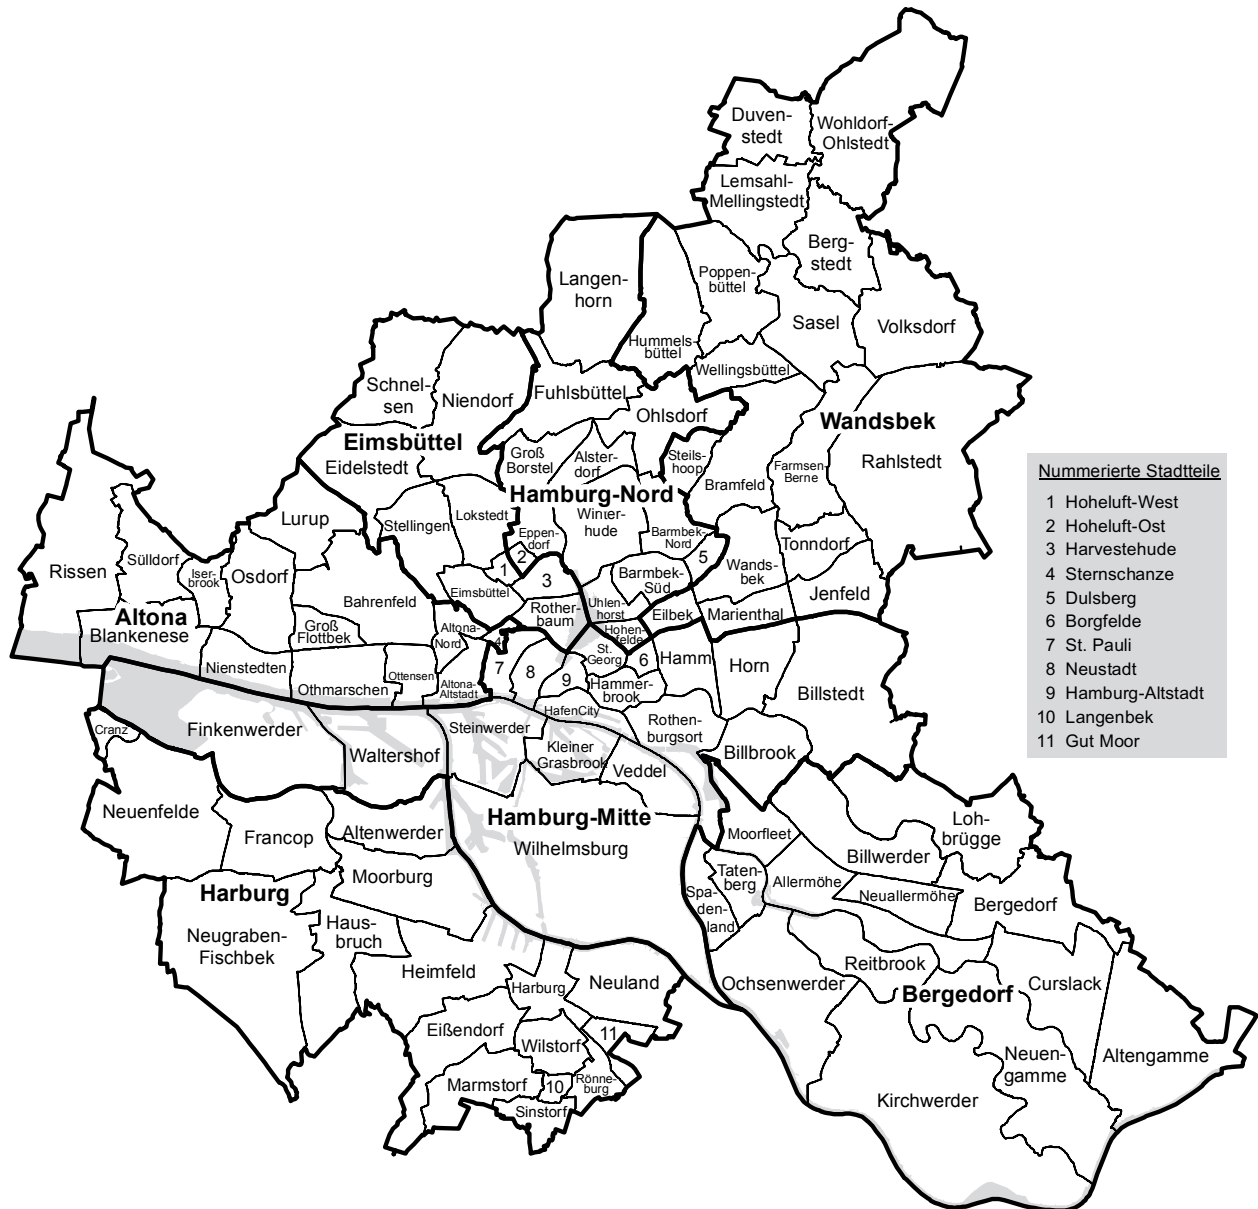 Duven-
stedt
Wohldorf-
Ohlstedt
Lemsahl-
Mellingstedt
Berg-
stedt
Langen-
horn
Poppen-
büttel
Sasel
Volksdorf
Hummels-
büttel
Wellingsbüttel
Schnel-
sen
Niendorf
Fuhlsbüttel
Ohlsdorf
Wandsbek
Eimsbüttel
Eidelstedt
Groß
Borstel
Alster-
dorf
Steils-
hoop
Bramfeld
Farmsen-
Berne
Rahlstedt
Hamburg-Nord
Winter-
hude
Lurup
Stellingen
Lokstedt
Eppen-
dorf
Barmbek-
Nord
Tonndorf
Rissen
Sülldorf
Iser-
brook
Osdorf
1
2
3
5
Barmbek-
Süd
Wands-
bek
Jenfeld
Bahrenfeld
Eimsbüttel
Rother-
baum
Uhlen-
horst
Eilbek
Marienthal
Altona
Blankenese
Groß
Flottbek
Altona-
Nord
4
Hohen-
felde
Nienstedten
Othmarschen
Ottensen
Altona-
Altstadt
7
8
9
St.
Georg
6
Hamm
Horn
Billstedt
Hammer-
brook
HafenCity
Cranz
Finkenwerder
Waltershof
Steinwerder
Kleiner
Grasbrook
Veddel
Rothen-
burgsort
Billbrook
Neuenfelde
Francop
Altenwerder
Hamburg-Mitte
Wilhelmsburg
Moorfleet
Billwerder
Loh-
brügge
Harburg
Moorburg
Spa-
den-
land
Taten-
berg
Allermöhe
Neuallermöhe
Bergedorf
Neugraben-
Fischbek
Haus-
bruch
Heimfeld
Harburg
Neuland
Ochsenwerder
Reitbrook
Bergedorf
Curslack
Eißendorf
Wilstorf
11
Neuen-
gamme
Altengamme
Marmstorf
10
Rönne-
burg
Sinstorf
Kirchwerder
Nummerierte Stadtteile
1 Hoheluft-West
2 Hoheluft-Ost
3 Harvestehude
4 Sternschanze
5 Dulsberg
6 Borgfelde
7 St. Pauli
8 Neustadt
9 Hamburg-Altstadt
10 Langenbek
11 Gut Moor